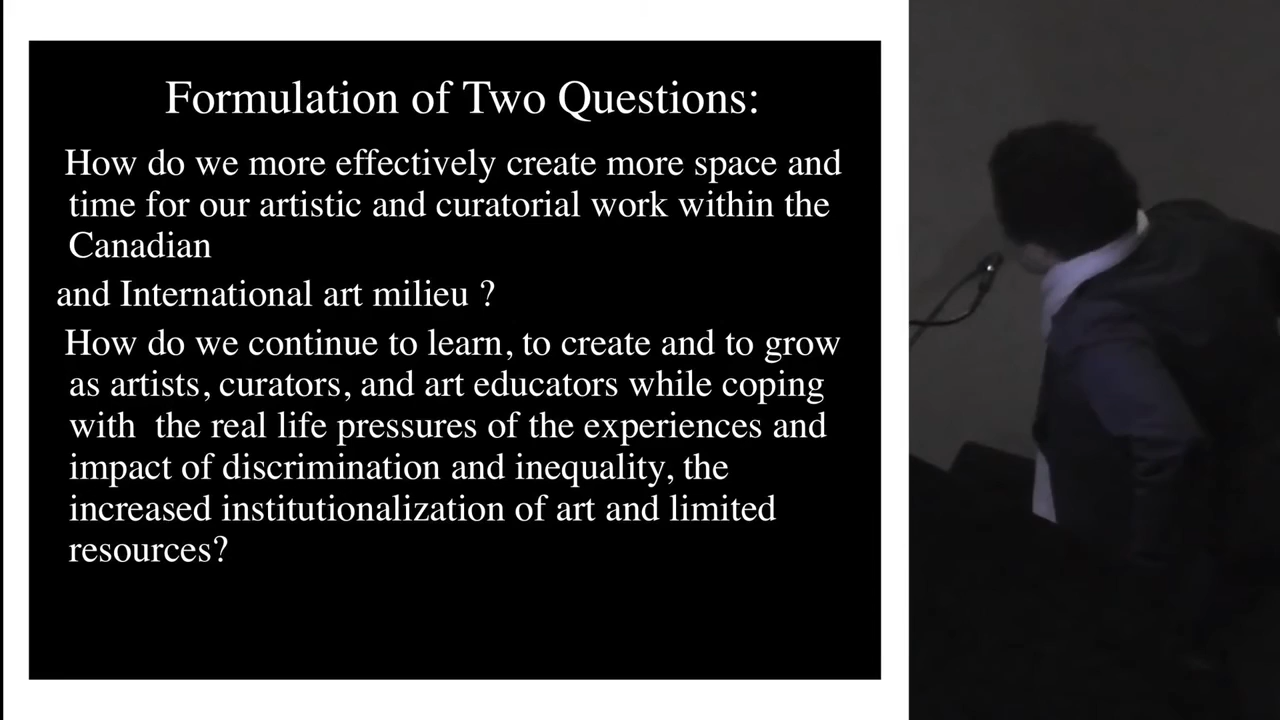 Formulation of Two Questions:
How do we more effectively create more space and
time for our artistic and curatorial work within the
Canadian
and International art milieu ?
How do we continue to learn, to create and to grow
as artists, curators, and art educators while coping
with  the real life pressures of the experiences and
impact of discrimination and inequality, the
increased institutionalization of art and limited
resources?